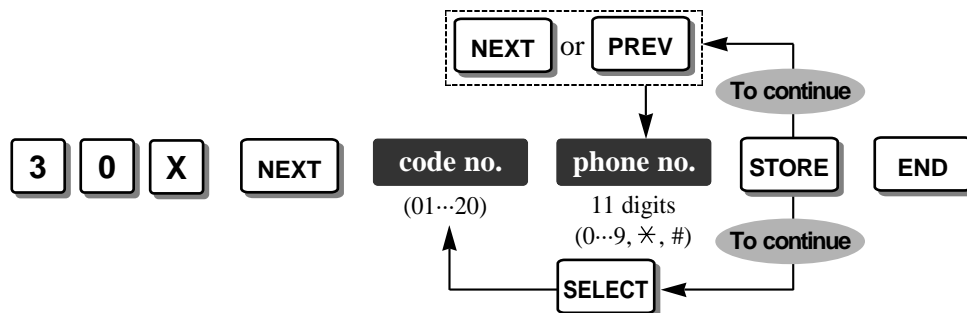 NEXT or PREV
To continue
3 0 X NEXT code no. phone no. STORE END
(01···20) 11 digits
(0···9, ✳, #)
To continue
SELECT